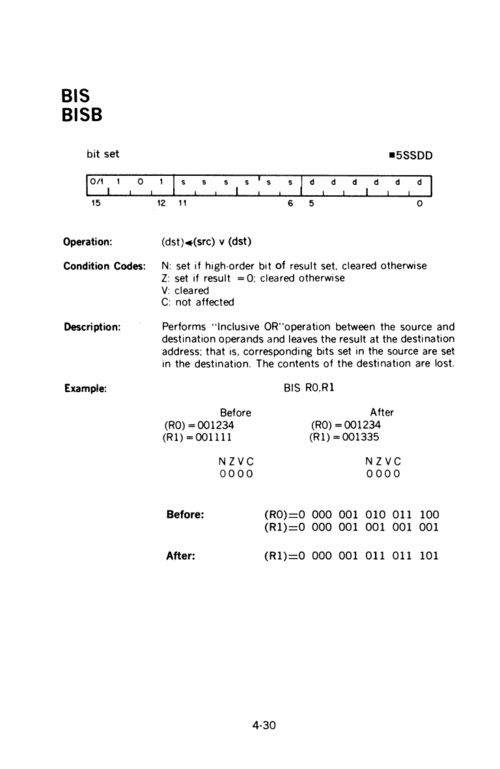 BIS
BISB
bit set ■5SSDD
0/1 1 0 1 s s s s s s d d d d d d
15 12 11 6 5 0
Operation: (dst)◄(src) v (dst)
Condition Codes: N: set if high-order bit of result set, cleared otherwise
Z: set if result =0; cleared otherwise
V: cleared
C: not affected
Description: Performs "Inclusive OR"operation between the source and
destination operands and leaves the result at the destination
address; that is, corresponding bits set in the source are set
in the destination. The contents of the destination are lost.
Example: BIS R0,R1
Before After
(R0)=001234 (R0)=001234
(R1)=001111 (R1)=001335
N Z V C N Z V C
0 0 0 0 0 0 0 0
Before: (R0)=0 000 001 010 011 100
(R1)=0 000 001 001 001 001
After: (R1)=0 000 001 011 011 101
4-30